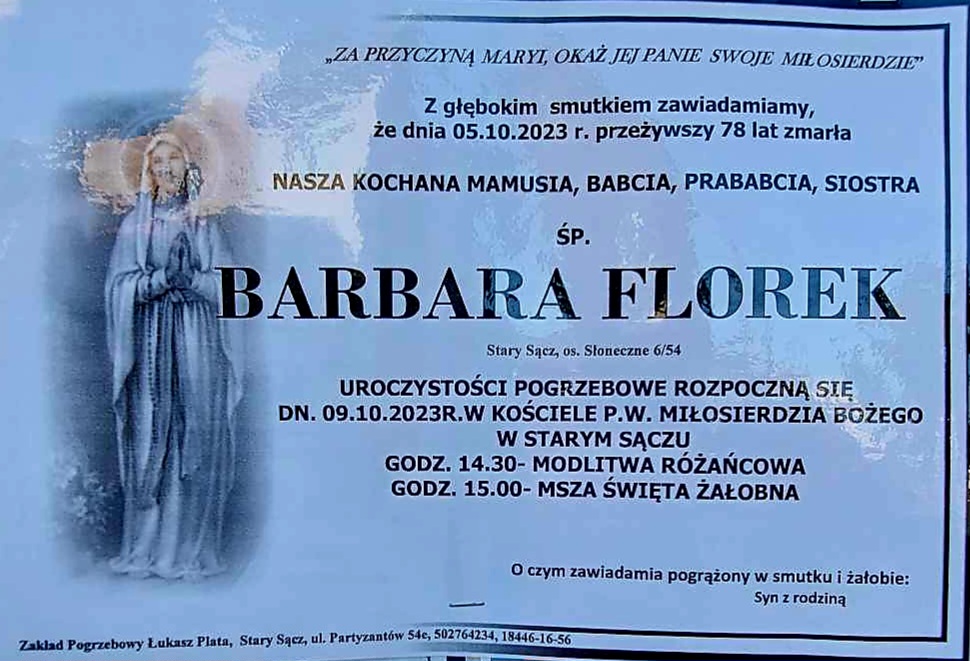 „ZA PRZYCZYNĄ MARYI, OKAŻ JEJ PANIE SWOJE MIŁOSIERDZIE”
Z głębokim smutkiem zawiadamiamy,
że dnia 05.10.2023 r. przeżywszy 78 lat zmarła
NASZA KOCHANA MAMUSIA, BABCIA, PRABABCIA, SIOSTRA
ŚP.
BARBARA FLOREK
Stary Sącz, os. Słoneczne 6/54
UROCZYSTOŚCI POGRZEBOWE ROZPOCZNĄ SIĘ
DN. 09.10.2023R.W KOŚCIELE P.W. MIŁOSIERDZIA BOŻEGO
W STARYM SĄCZU
GODZ. 14.30- MODLITWA RÓŻAŃCOWA
GODZ. 15.00- MSZA ŚWIĘTA ŻAŁOBNA
O czym zawiadamia pogrążony w smutku i żałobie:
Syn z rodziną
Zakład Pogrzebowy Łukasz Plata, Stary Sącz, ul. Partyzantów 54c, 502764234, 18446-16-56